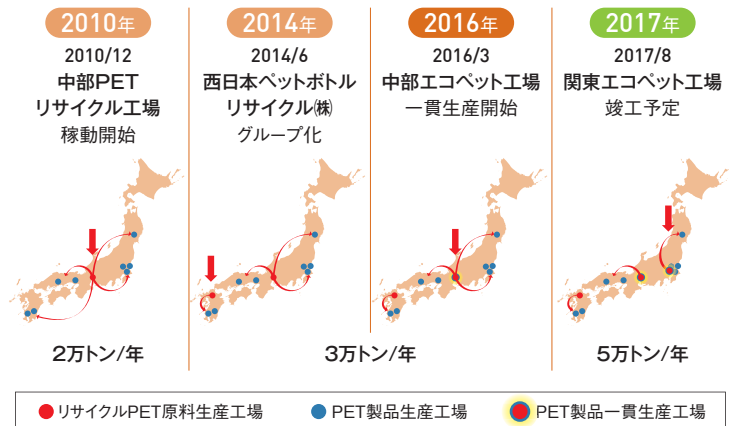 2010年
2010/12
中部PET
リサイクル工場
稼動開始
2014年
2014/6
西日本ペットボトル
リサイクル㈱
グループ化
2016年
2016/3
中部エコペット工場
一貫生産開始
2017年
2017/8
関東エコペット工場
竣工予定
2万トン/年
3万トン/年
5万トン/年
リサイクルPET原料生産工場
PET製品生産工場
PET製品一貫生産工場